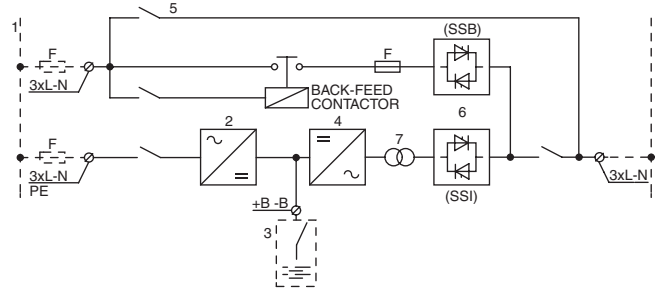 5
1
F
(SSB)
F
3xL-N
BACK-FEED
CONTACTOR
6
F
2
4
7
3xL-N
PE
(SSI)
3xL-N
+B -B
3